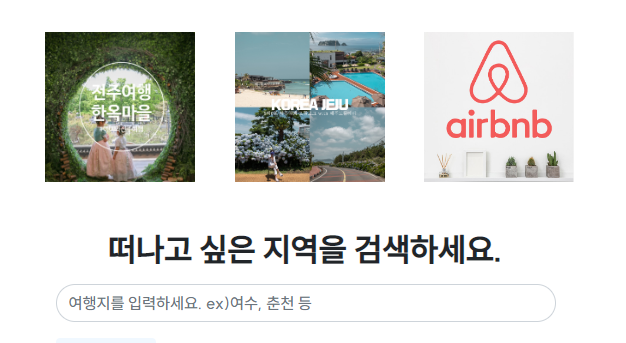 전주여행
한옥마을
KOREA JEJU
airbnb
떠나고 싶은 지역을 검색하세요.
여행지를 입력하세요. ex)여수, 춘천 등